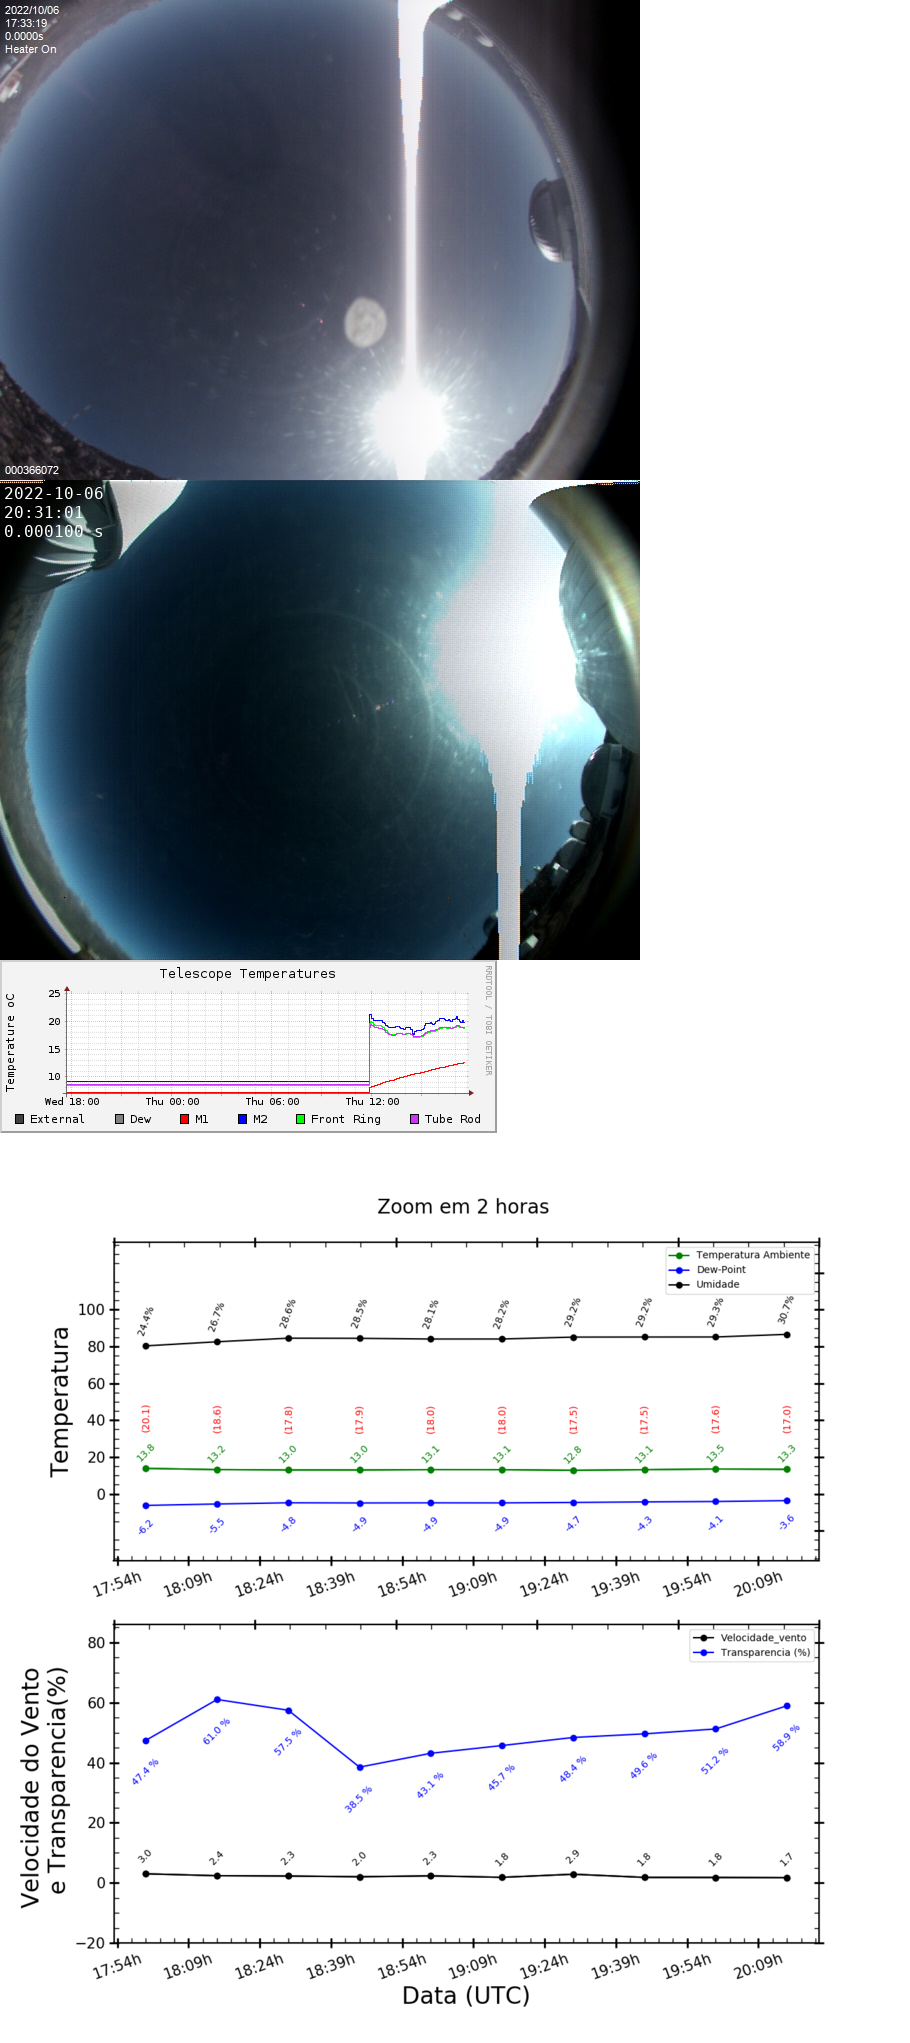 2022/10/06
17:33:19
0.0000s
Heater On
000366072
2022-10-06
20:31:01
0.000100 s
Telescope Temperatures
RRDTOOL / TOBI OETIKER
Temperature oC
25
20
15
10
Wed 18:00 Thu 00:00 Thu 06:00 Thu 12:00
External Dew M1 M2 Front Ring Tube Rod
Zoom em 2 horas
Temperatura Ambiente
Dew-Point
Umidade
Temperatura
100
80
60
40
20
0
24.4% 26.7% 28.6% 28.5% 28.1% 28.2% 29.2% 29.2% 29.3% 30.7%
(20.1) (18.6) (17.8) (17.9) (18.0) (18.0) (17.5) (17.5) (17.6) (17.0)
13.8 13.2 13.0 13.0 13.1 13.1 12.8 13.1 13.5 13.3
-6.2 -5.5 -4.8 -4.9 -4.9 -4.9 -4.7 -4.3 -4.1 -3.6
17:54h 18:09h 18:24h 18:39h 18:54h 19:09h 19:24h 19:39h 19:54h 20:09h
Velocidade_vento
Transparencia (%)
Velocidade do Vento
e Transparencia(%)
80
60
40
20
0
−20
47.4 % 61.0 % 57.5 % 38.5 % 43.1 % 45.7 % 48.4 % 49.6 % 51.2 % 58.9 %
3.0 2.4 2.3 2.0 2.3 1.8 2.9 1.8 1.8 1.7
17:54h 18:09h 18:24h 18:39h 18:54h 19:09h 19:24h 19:39h 19:54h 20:09h
Data (UTC)